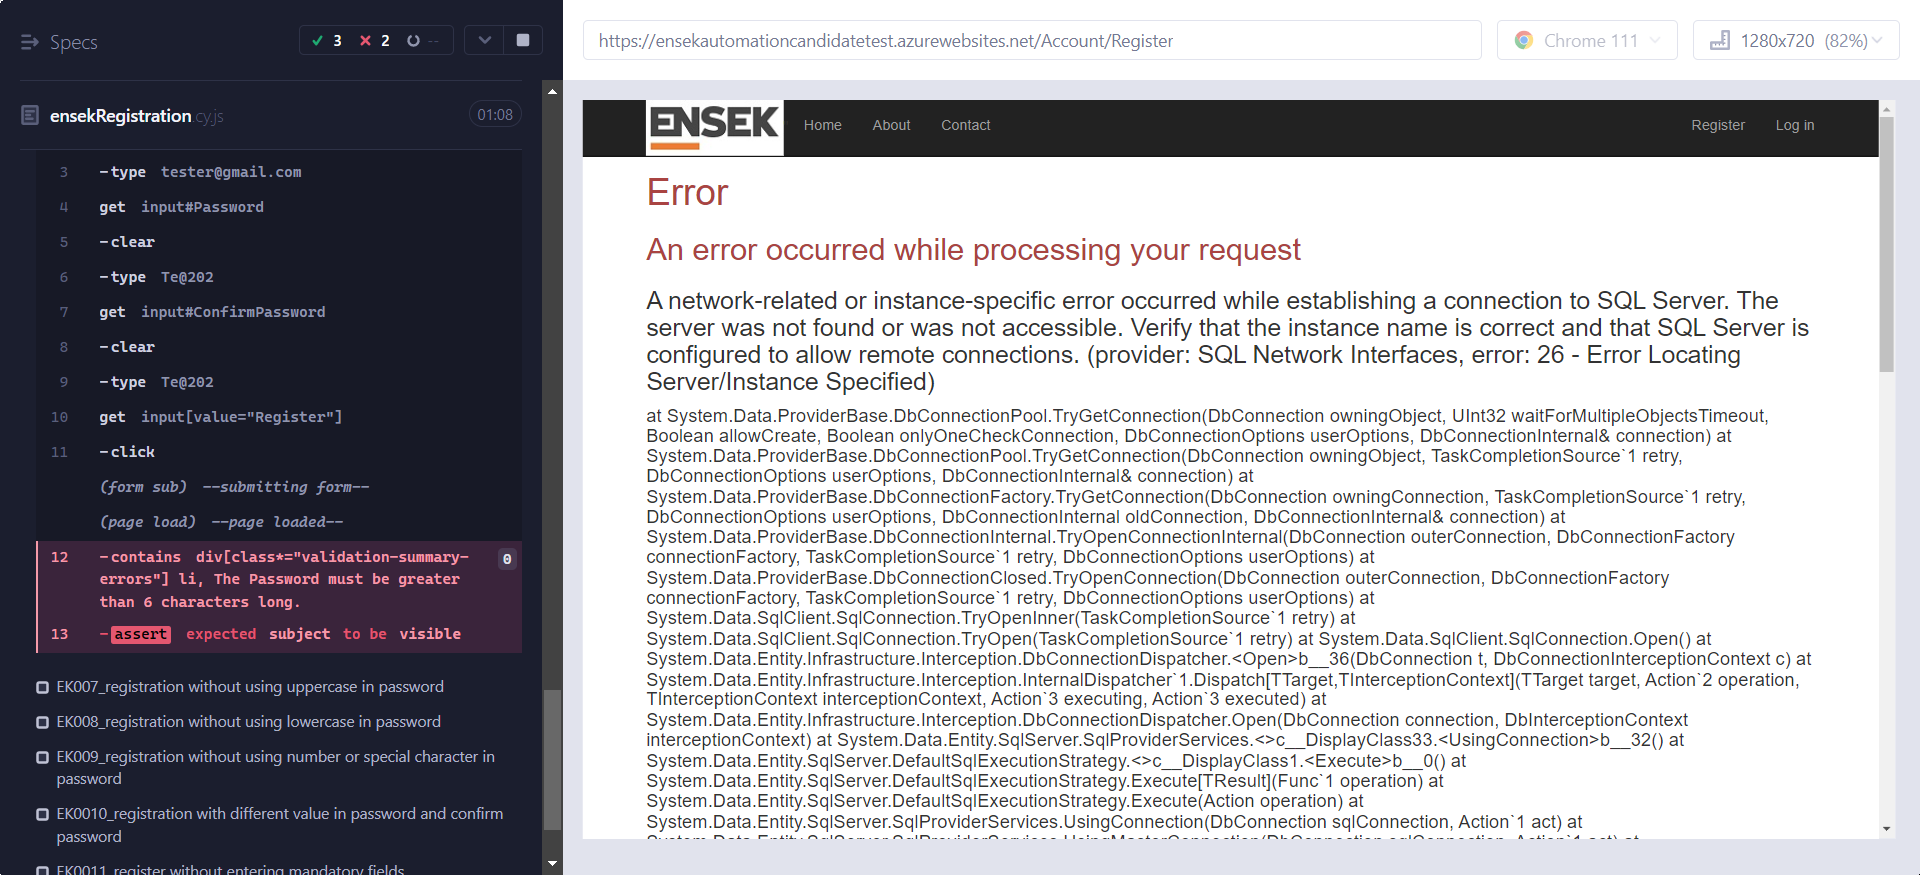 Specs
3 2 --
ensekRegistration.cy.js 01:08
3 -type tester@gmail.com
4 get input#Password
5 -clear
6 -type Te@202
7 get input#ConfirmPassword
8 -clear
9 -type Te@202
10 get input[value="Register"]
11 -click
(form sub) --submitting form--
(page load) --page loaded--
12 -contains div[class*="validation-summary-
errors"] li, The Password must be greater
than 6 characters long.
0
13 -assert expected subject to be visible
EK007_registration without using uppercase in password
EK008_registration without using lowercase in password
EK009_registration without using number or special character in
password
EK0010_registration with different value in password and confirm
password
EK0011_register without entering mandatory fields
https://ensekautomationcandidatetest.azurewebsites.net/Account/Register
Chrome 111
1280x720 (82%)
ENSEK Home About Contact Register Log in
Error
An error occurred while processing your request
A network-related or instance-specific error occurred while establishing a connection to SQL Server. The
server was not found or was not accessible. Verify that the instance name is correct and that SQL Server is
configured to allow remote connections. (provider: SQL Network Interfaces, error: 26 - Error Locating
Server/Instance Specified)
at System.Data.ProviderBase.DbConnectionPool.TryGetConnection(DbConnection owningObject, UInt32 waitForMultipleObjectsTimeout,
Boolean allowCreate, Boolean onlyOneCheckConnection, DbConnectionOptions userOptions, DbConnectionInternal& connection) at
System.Data.ProviderBase.DbConnectionPool.TryGetConnection(DbConnection owningObject, TaskCompletionSource`1 retry,
DbConnectionOptions userOptions, DbConnectionInternal& connection) at
System.Data.ProviderBase.DbConnectionFactory.TryGetConnection(DbConnection owningConnection, TaskCompletionSource`1 retry,
DbConnectionOptions userOptions, DbConnectionInternal oldConnection, DbConnectionInternal& connection) at
System.Data.ProviderBase.DbConnectionInternal.TryOpenConnectionInternal(DbConnection outerConnection, DbConnectionFactory
connectionFactory, TaskCompletionSource`1 retry, DbConnectionOptions userOptions) at
System.Data.ProviderBase.DbConnectionClosed.TryOpenConnection(DbConnection outerConnection, DbConnectionFactory
connectionFactory, TaskCompletionSource`1 retry, DbConnectionOptions userOptions) at
System.Data.SqlClient.SqlConnection.TryOpenInner(TaskCompletionSource`1 retry) at
System.Data.SqlClient.SqlConnection.TryOpen(TaskCompletionSource`1 retry) at System.Data.SqlClient.SqlConnection.Open() at
System.Data.Entity.Infrastructure.Interception.DbConnectionDispatcher.<Open>b__36(DbConnection t, DbConnectionInterceptionContext c) at
System.Data.Entity.Infrastructure.Interception.InternalDispatcher`1.Dispatch[TTarget,TInterceptionContext](TTarget target, Action`2 operation,
TInterceptionContext interceptionContext, Action`3 executing, Action`3 executed) at
System.Data.Entity.Infrastructure.Interception.DbConnectionDispatcher.Open(DbConnection connection, DbInterceptionContext
interceptionContext) at System.Data.Entity.SqlServer.SqlProviderServices.<>c__DisplayClass33.<UsingConnection>b__32() at
System.Data.Entity.SqlServer.DefaultSqlExecutionStrategy.<>c__DisplayClass1.<Execute>b__0() at
System.Data.Entity.SqlServer.DefaultSqlExecutionStrategy.Execute[TResult](Func`1 operation) at
System.Data.Entity.SqlServer.DefaultSqlExecutionStrategy.Execute(Action operation) at
System.Data.Entity.SqlServer.SqlProviderServices.UsingConnection(DbConnection sqlConnection, Action`1 act) at
System.Data.Entity.SqlServer.SqlProviderServices.UsingMasterConnection(DbConnection sqlConnection, Action`1 act) at